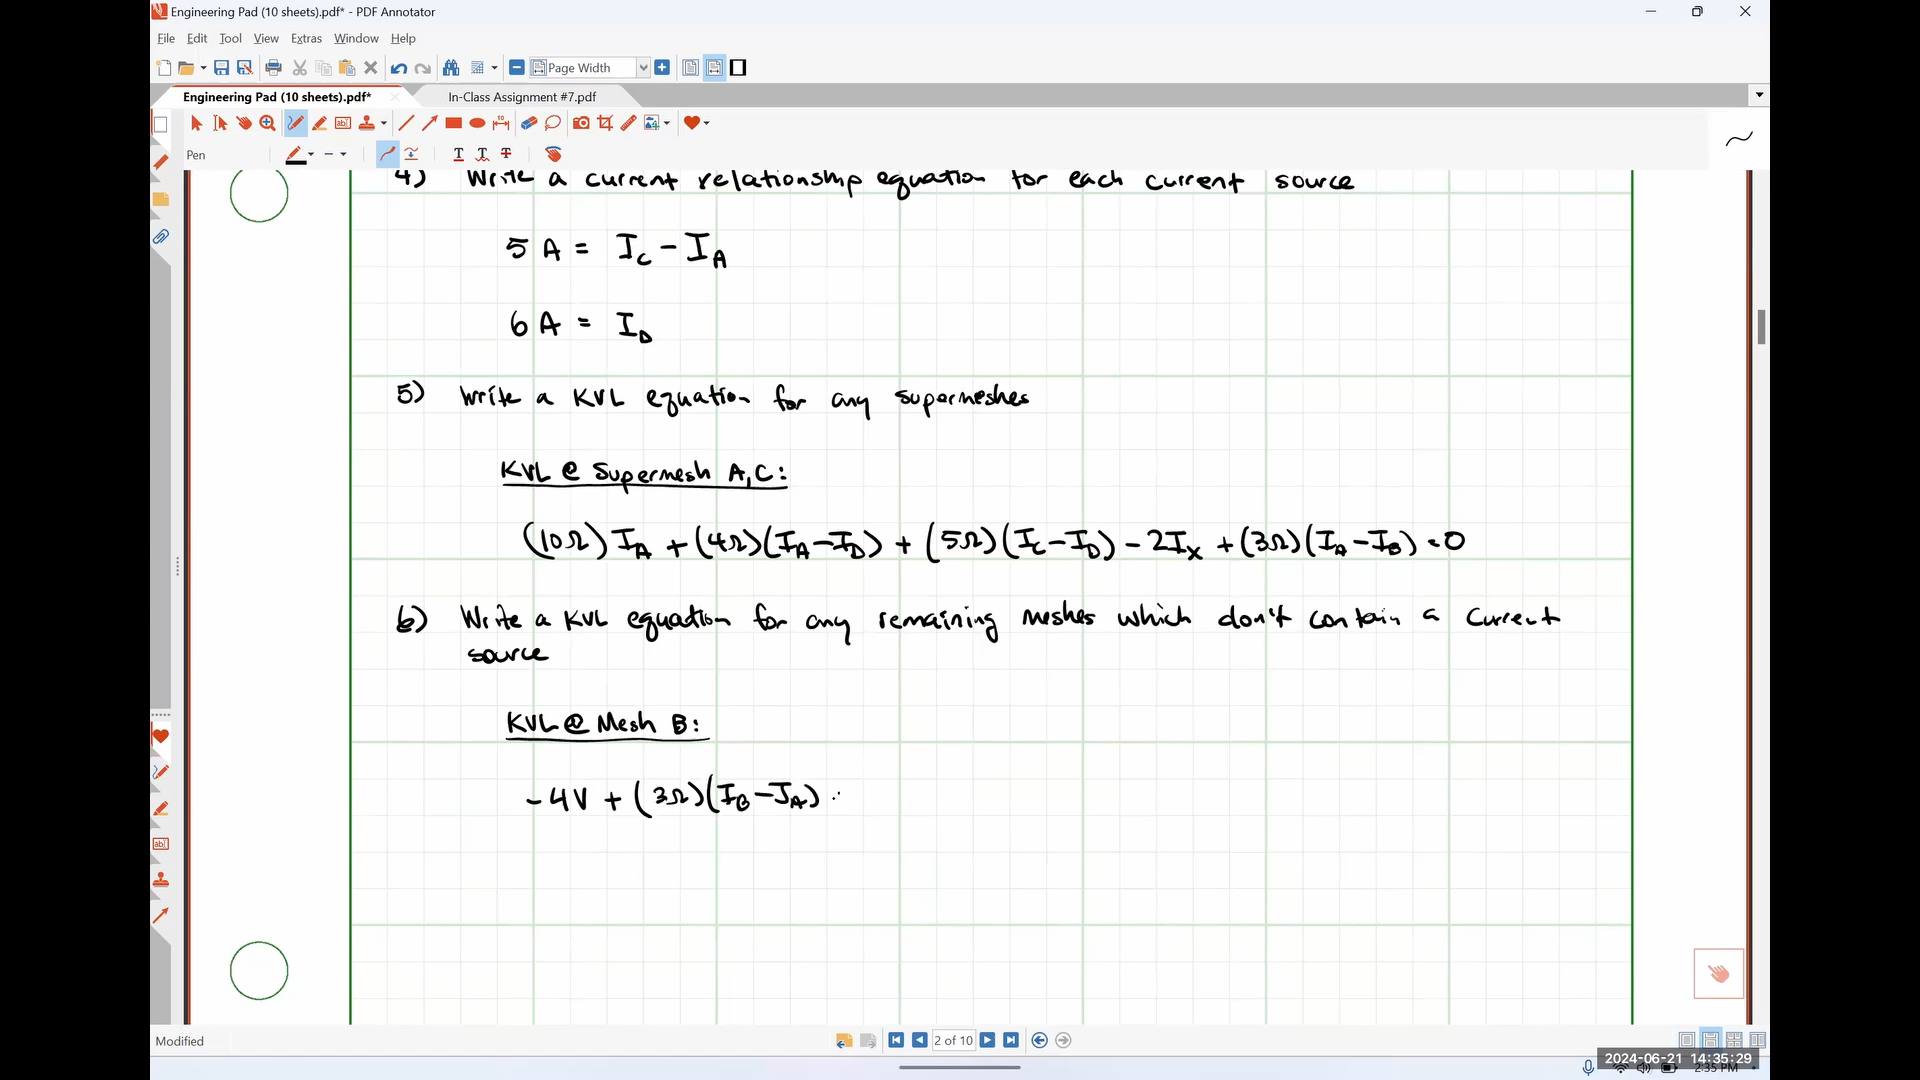 Engineering Pad (10 sheets).pdf* - PDF Annotator
File Edit Tool View Extras Window Help
Page Width
Engineering Pad (10 sheets).pdf*
In-Class Assignment #7.pdf
Pen
4) Write a current relationship equation for each current source
5 A = I_C - I_A
6 A = I_D
5) Write a KVL equation for any supermeshes
KVL @ Supermesh A,C:
(10Ω) I_A + (4Ω)(I_A - I_D) + (5Ω)(I_C - I_D) - 2I_X + (3Ω)(I_A - I_B) = 0
6) Write a KVL equation for any remaining meshes which don't contain a current
source
KVL @ Mesh B:
-4V + (3Ω)(I_B - I_A)
Modified
2 of 10
2024-06-21 14:35:29
2:35 PM